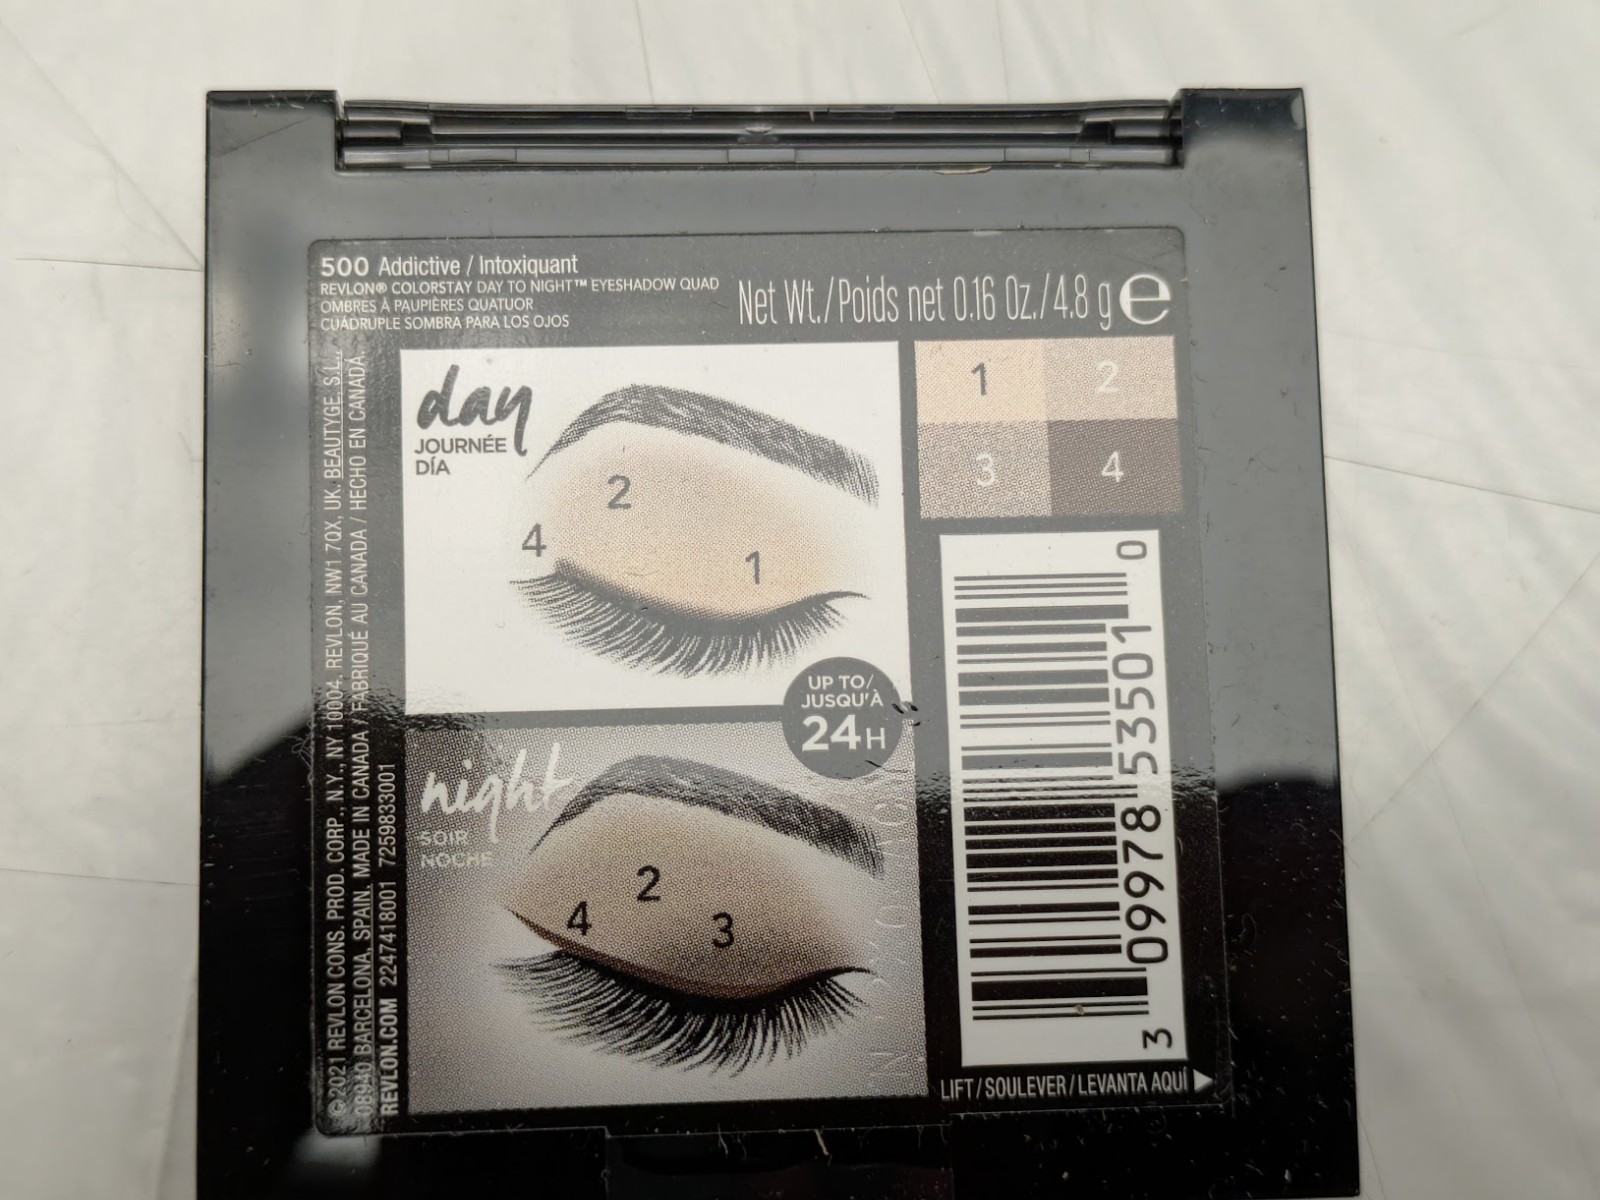 500 Addictive / Intoxiquant
REVLON® COLORSTAY DAY TO NIGHT™ EYESHADOW QUAD
OMBRES À PAUPIÈRES QUATUOR
CUÁDRUPLE SOMBRA PARA LOS OJOS
Net Wt./Poids net 0.16 Oz./4.8 g e
day
JOURNÉE
DÍA
2
4
1
1
2
3
4
UP TO/
JUSQU'À
24H
night
SOIR
NOCHE
2
4
3
3 09978 53501 0
LIFT/SOULEVER/LEVANTA AQUÍ
©2021 REVLON CONS. PROD. CORP., N.Y., NY 10004. REVLON, NW1 7QX, UK. BEAUTYGE, S.L.,
08940 BARCELONA, SPAIN. MADE IN CANADA / FABRIQUÉ AU CANADA / HECHO EN CANADÁ.
REVLON.COM 2247418001 7259833001